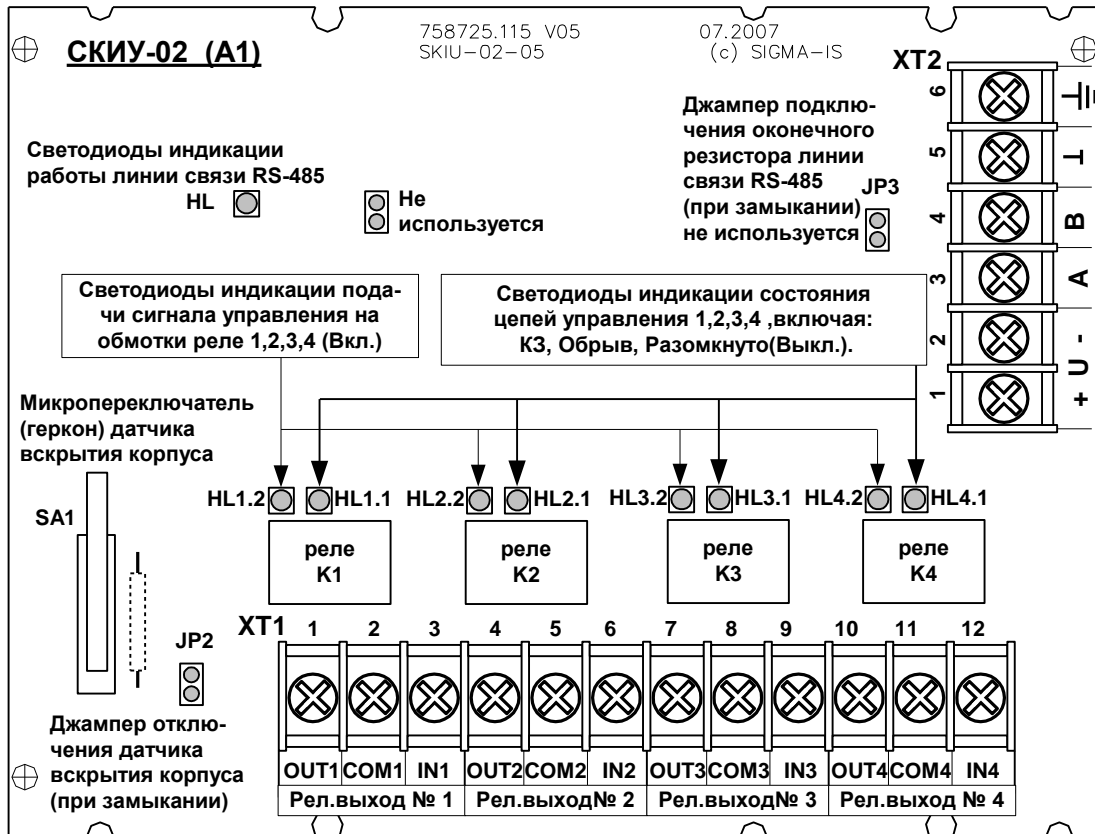 СКИУ-02 (А1)
758725.115 V05
SKIU-02-05
07.2007
(c) SIGMA-IS
XT2
6
5
4
3
2
1
⊥
B
A
+ U -
Светодиоды индикации
работы линии связи RS-485
HL
Не
используется
Джампер подклю-
чения оконечного
резистора линии
связи RS-485
(при замыкании)
не используется
JP3
Светодиоды индикации пода-
чи сигнала управления на
обмотки реле 1,2,3,4 (Вкл.)
Светодиоды индикации состояния
цепей управления 1,2,3,4 ,включая:
КЗ, Обрыв, Разомкнуто(Выкл.).
Микропереключатель
(геркон) датчика
вскрытия корпуса
SA1
HL1.2
HL1.1
HL2.2
HL2.1
HL3.2
HL3.1
HL4.2
HL4.1
реле
К1
реле
К2
реле
К3
реле
К4
JP2
Джампер отклю-
чения датчика
вскрытия корпуса
(при замыкании)
XT1
1 2 3 4 5 6 7 8 9 10 11 12
OUT1 COM1 IN1 OUT2 COM2 IN2 OUT3 COM3 IN3 OUT4 COM4 IN4
Рел.выход № 1
Рел.выход№ 2
Рел.выход№ 3
Рел.выход № 4